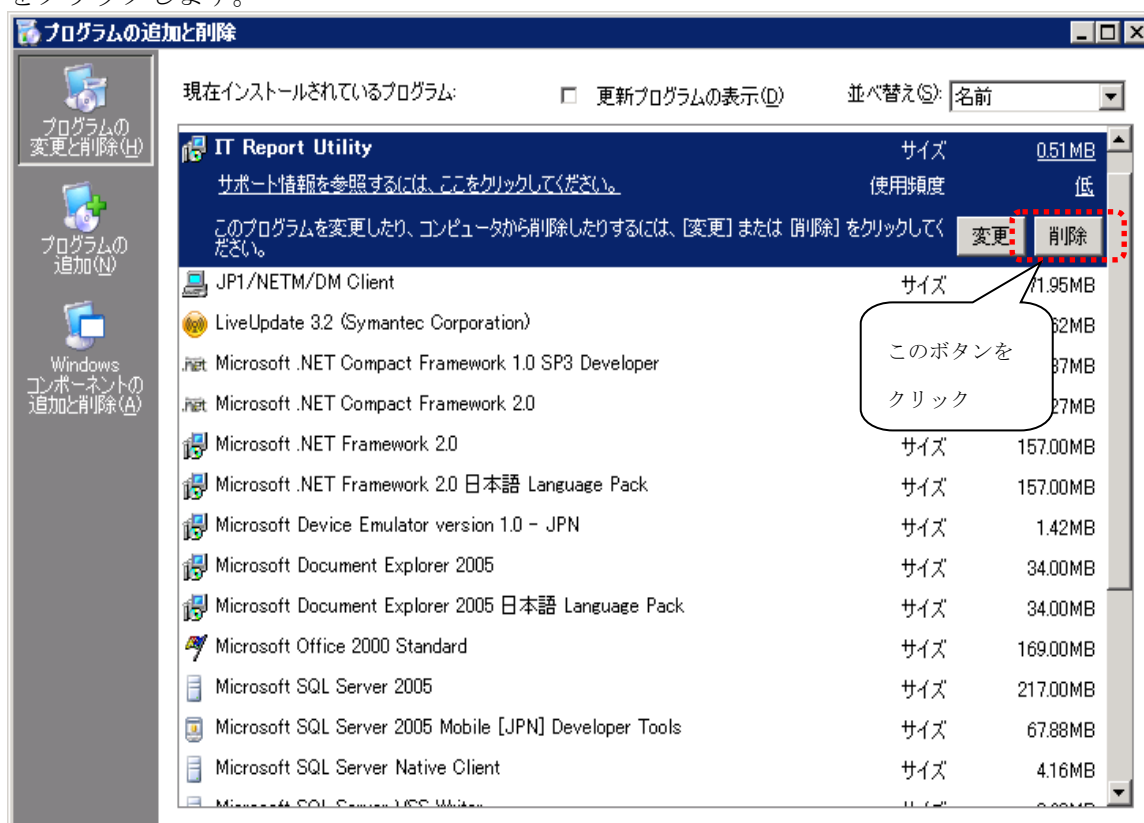 をクリックします。
プログラムの追加と削除
プログラムの
変更と削除(H)
プログラムの
追加(N)
Windows
コンポーネントの
追加と削除(A)
現在インストールされているプログラム:
更新プログラムの表示(D)
並べ替え(S):
名前
IT Report Utility サイズ 0.51MB
サポート情報を参照するには、ここをクリックしてください。 使用頻度 低
このプログラムを変更したり、コンピュータから削除したりするには、[変更] または [削除] をクリックしてく
ださい。
変更
削除
JP1/NETM/DM Client サイズ 71.95MB
LiveUpdate 3.2 (Symantec Corporation)
Microsoft .NET Compact Framework 1.0 SP3 Developer
Microsoft .NET Compact Framework 2.0
このボタンを
クリック
Microsoft .NET Framework 2.0 サイズ 157.00MB
Microsoft .NET Framework 2.0 日本語 Language Pack サイズ 157.00MB
Microsoft Device Emulator version 1.0 - JPN サイズ 1.42MB
Microsoft Document Explorer 2005 サイズ 34.00MB
Microsoft Document Explorer 2005 日本語 Language Pack サイズ 34.00MB
Microsoft Office 2000 Standard サイズ 169.00MB
Microsoft SQL Server 2005 サイズ 217.00MB
Microsoft SQL Server 2005 Mobile [JPN] Developer Tools サイズ 67.88MB
Microsoft SQL Server Native Client サイズ 4.16MB
Microsoft SQL Server VSS Writer